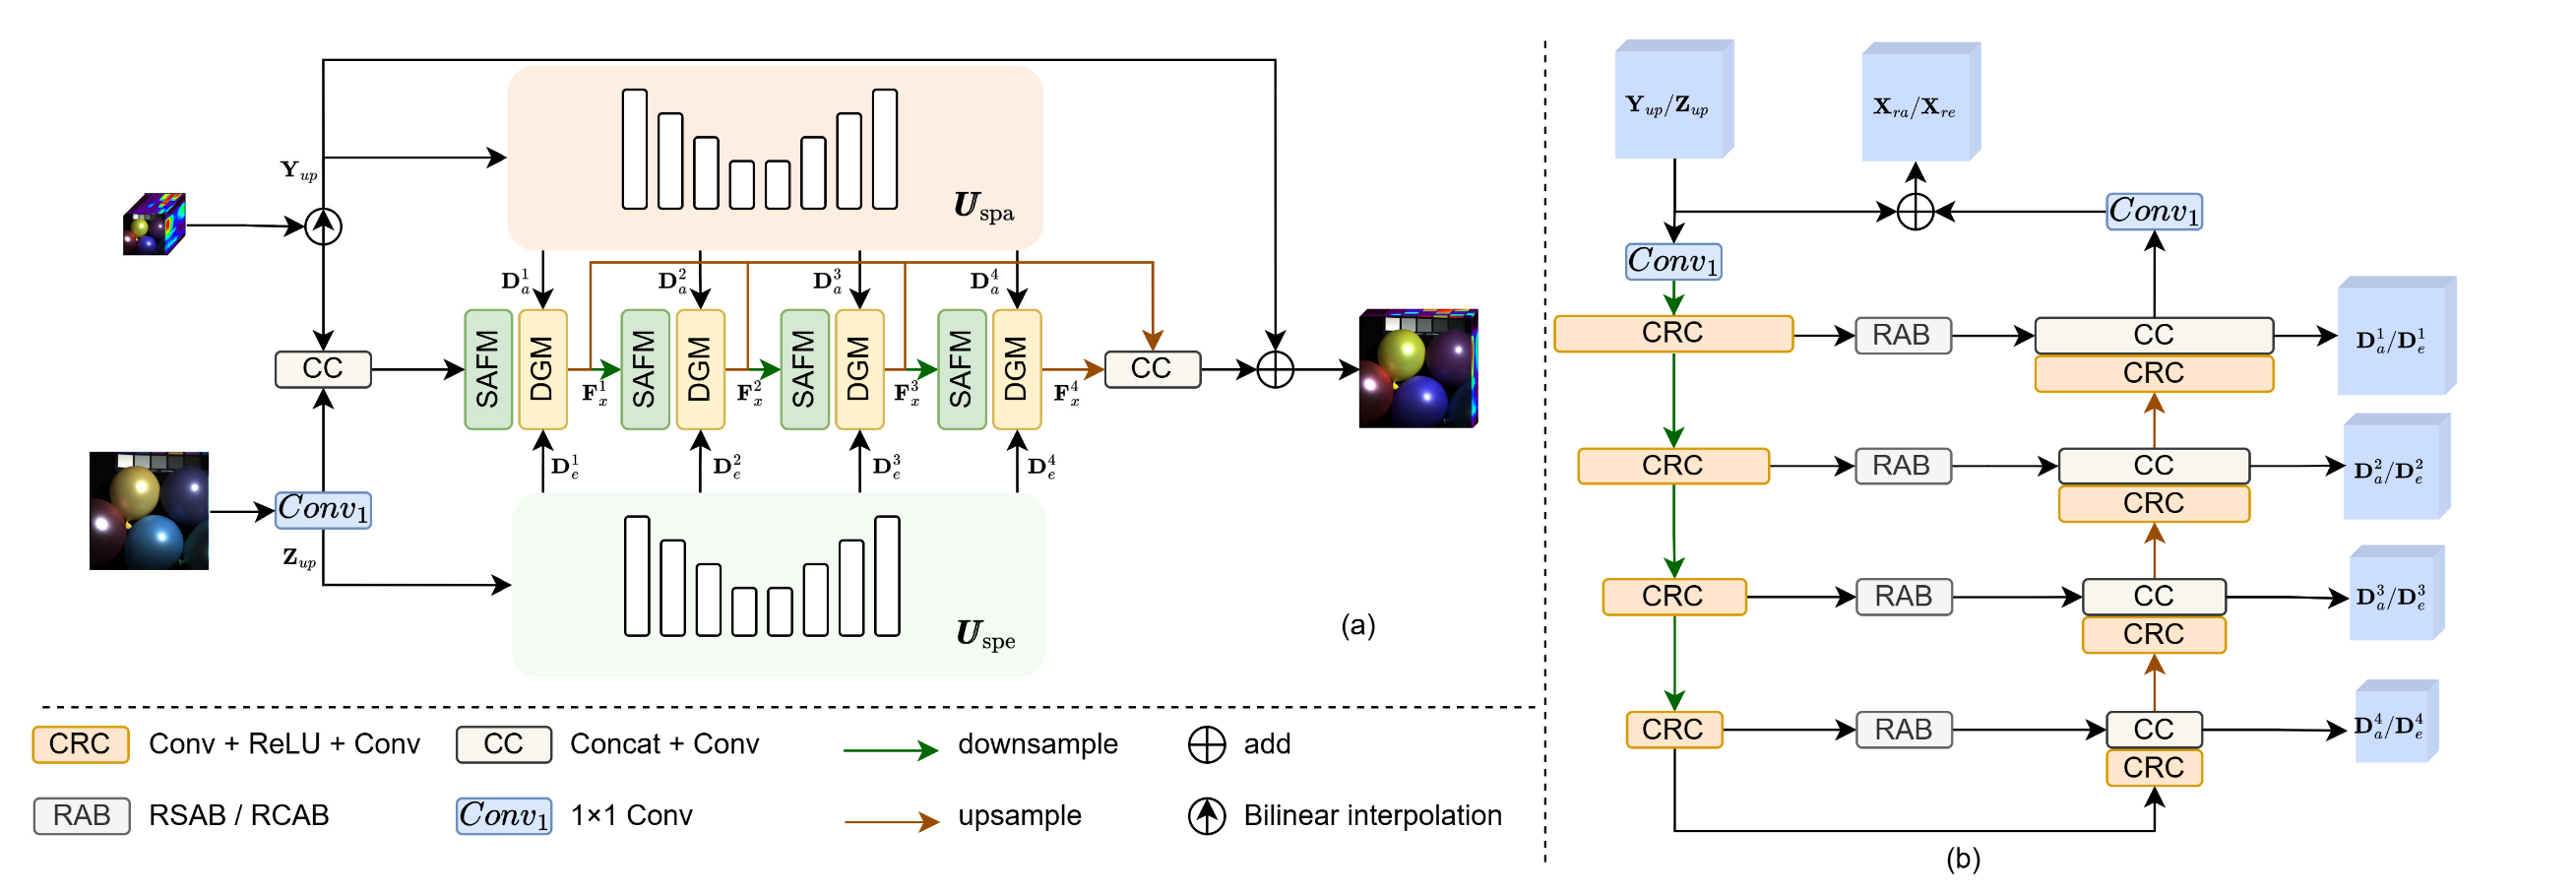 Y_up
U_spa
D_a^1
D_a^2
D_a^3
D_a^4
CC
SAFM
DGM
F_x^1
SAFM
DGM
F_x^2
SAFM
DGM
F_x^3
SAFM
DGM
F_x^4
CC
D_e^1
D_e^2
D_e^3
D_e^4
Conv_1
Z_up
U_spe
(a)
CRC Conv + ReLU + Conv
CC Concat + Conv
downsample
add
RAB RSAB / RCAB
Conv_1 1×1 Conv
upsample
Bilinear interpolation
Y_up/Z_up
X_ra/X_re
Conv_1
Conv_1
CRC
RAB
CC
D_a^1/D_e^1
CRC
CRC
RAB
CC
D_a^2/D_e^2
CRC
CRC
RAB
CC
D_a^3/D_e^3
CRC
CRC
RAB
CC
D_a^4/D_e^4
CRC
(b)